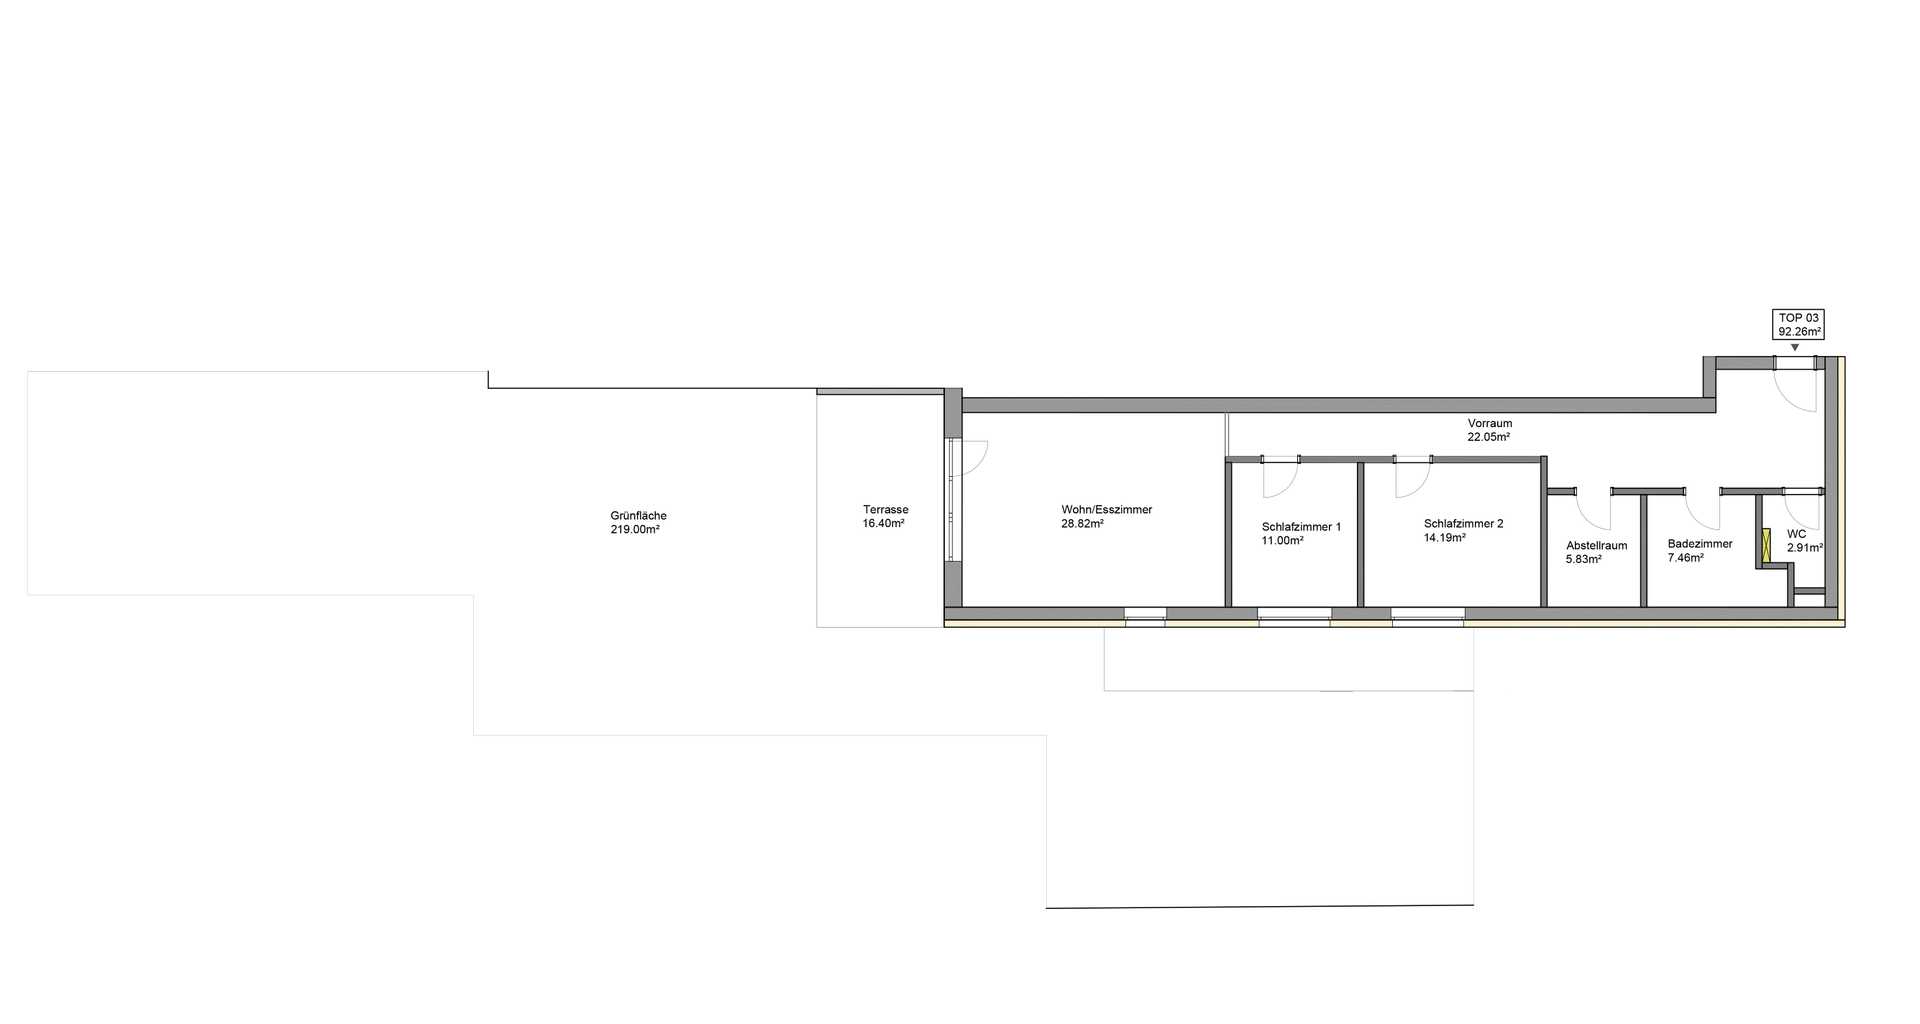 TOP 03
92.26m²
Vorraum
22.05m²
Grünfläche
219.00m²
Terrasse
16.40m²
Wohn/Esszimmer
28.82m²
Schlafzimmer 1
11.00m²
Schlafzimmer 2
14.19m²
Abstellraum
5.83m²
Badezimmer
7.46m²
WC
2.91m²